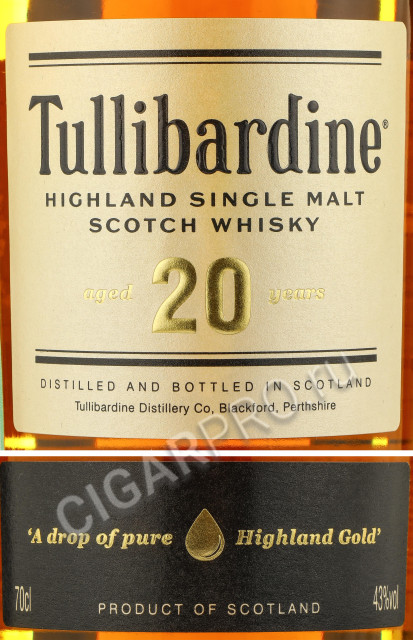 Tullibardine®
HIGHLAND SINGLE MALT
SCOTCH WHISKY
aged 20 years
DISTILLED AND BOTTLED IN SCOTLAND
Tullibardine Distillery Co, Blackford, Perthshire
CIGARPRO.ru
'A drop of pure Highland Gold'
70cl
43%vol
PRODUCT OF SCOTLAND